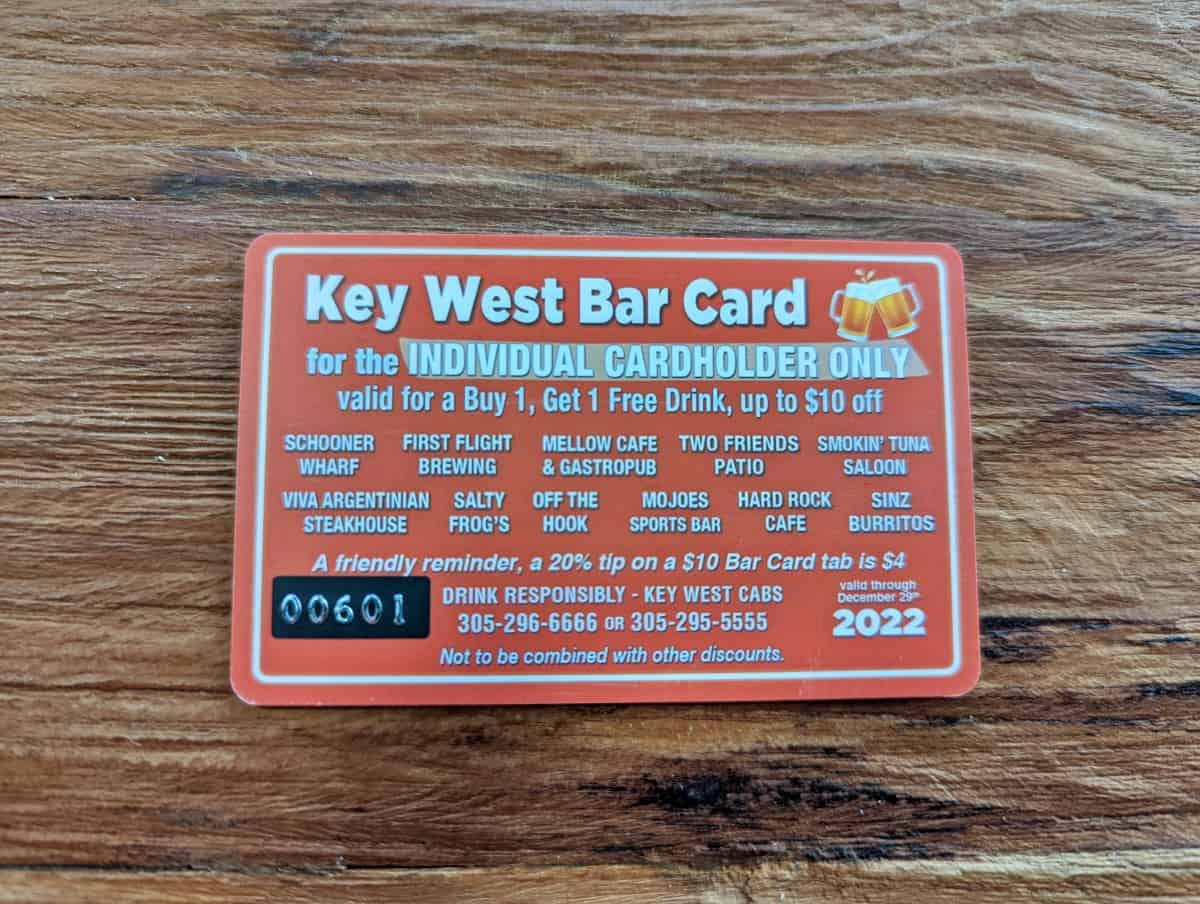 Key West Bar Card
for the INDIVIDUAL CARDHOLDER ONLY
valid for a Buy 1, Get 1 Free Drink, up to $10 off
SCHOONER WHARF
FIRST FLIGHT BREWING
MELLOW CAFE & GASTROPUB
TWO FRIENDS PATIO
SMOKIN' TUNA SALOON
VIVA ARGENTINIAN STEAKHOUSE
SALTY FROG'S
OFF THE HOOK
MOJOES SPORTS BAR
HARD ROCK CAFE
SINZ BURRITOS
A friendly reminder, a 20% tip on a $10 Bar Card tab is $4
00601
DRINK RESPONSIBLY - KEY WEST CABS
305-296-6666 OR 305-295-5555
valid through
December 29th
2022
Not to be combined with other discounts.